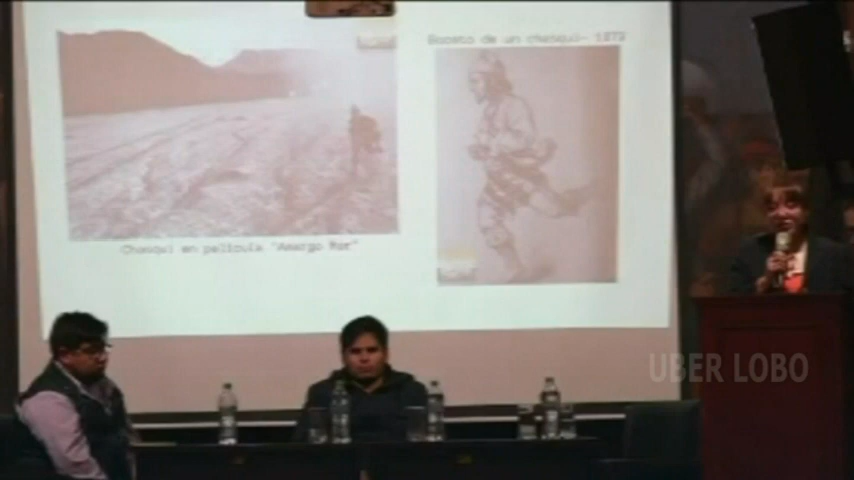 Boceto de un chasqui- 1873
Chasqui en película "Amargo Mar"
UBER LOBO